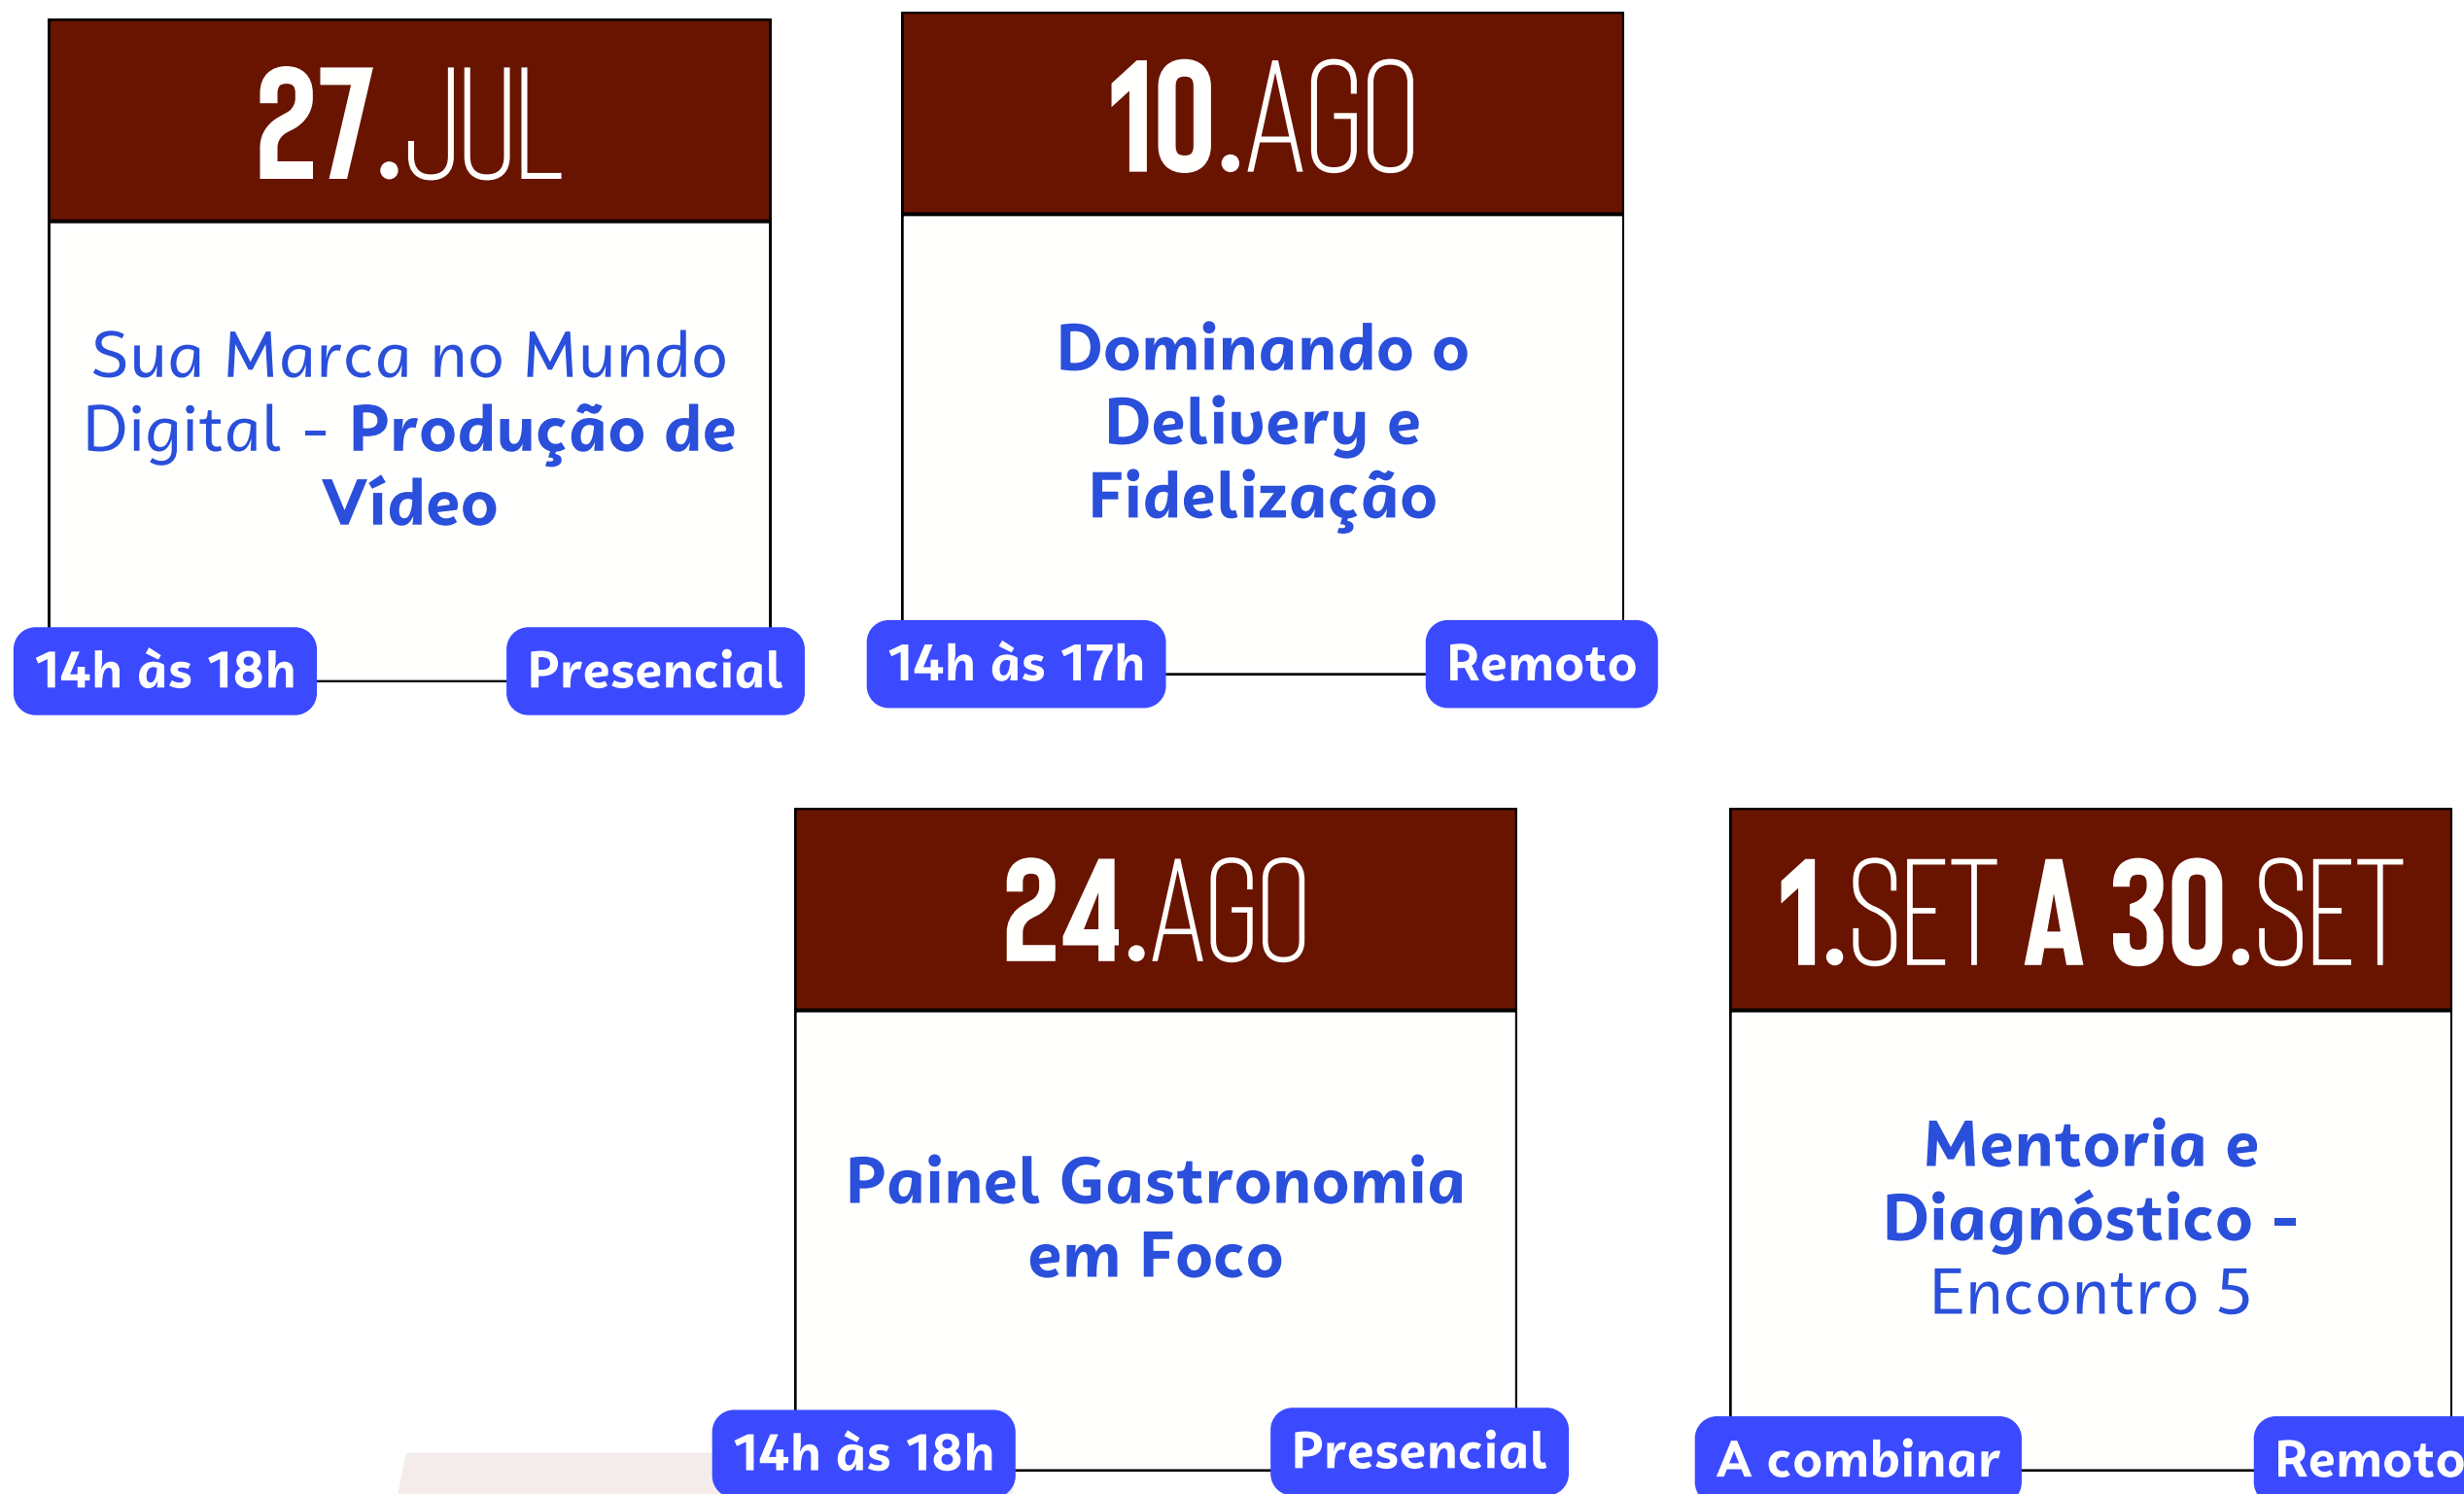 27.JUL
Sua Marca no Mundo
Digital - Produção de
Vídeo
14h às 18h
Presencial
10.AGO
Dominando o
Delivery e
Fidelização
14h às 17h
Remoto
24.AGO
Painel Gastronomia
em Foco
14h às 18h
Presencial
1.SET A 30.SET
Mentoria e
Diagnóstico -
Encontro 5
A combinar
Remoto